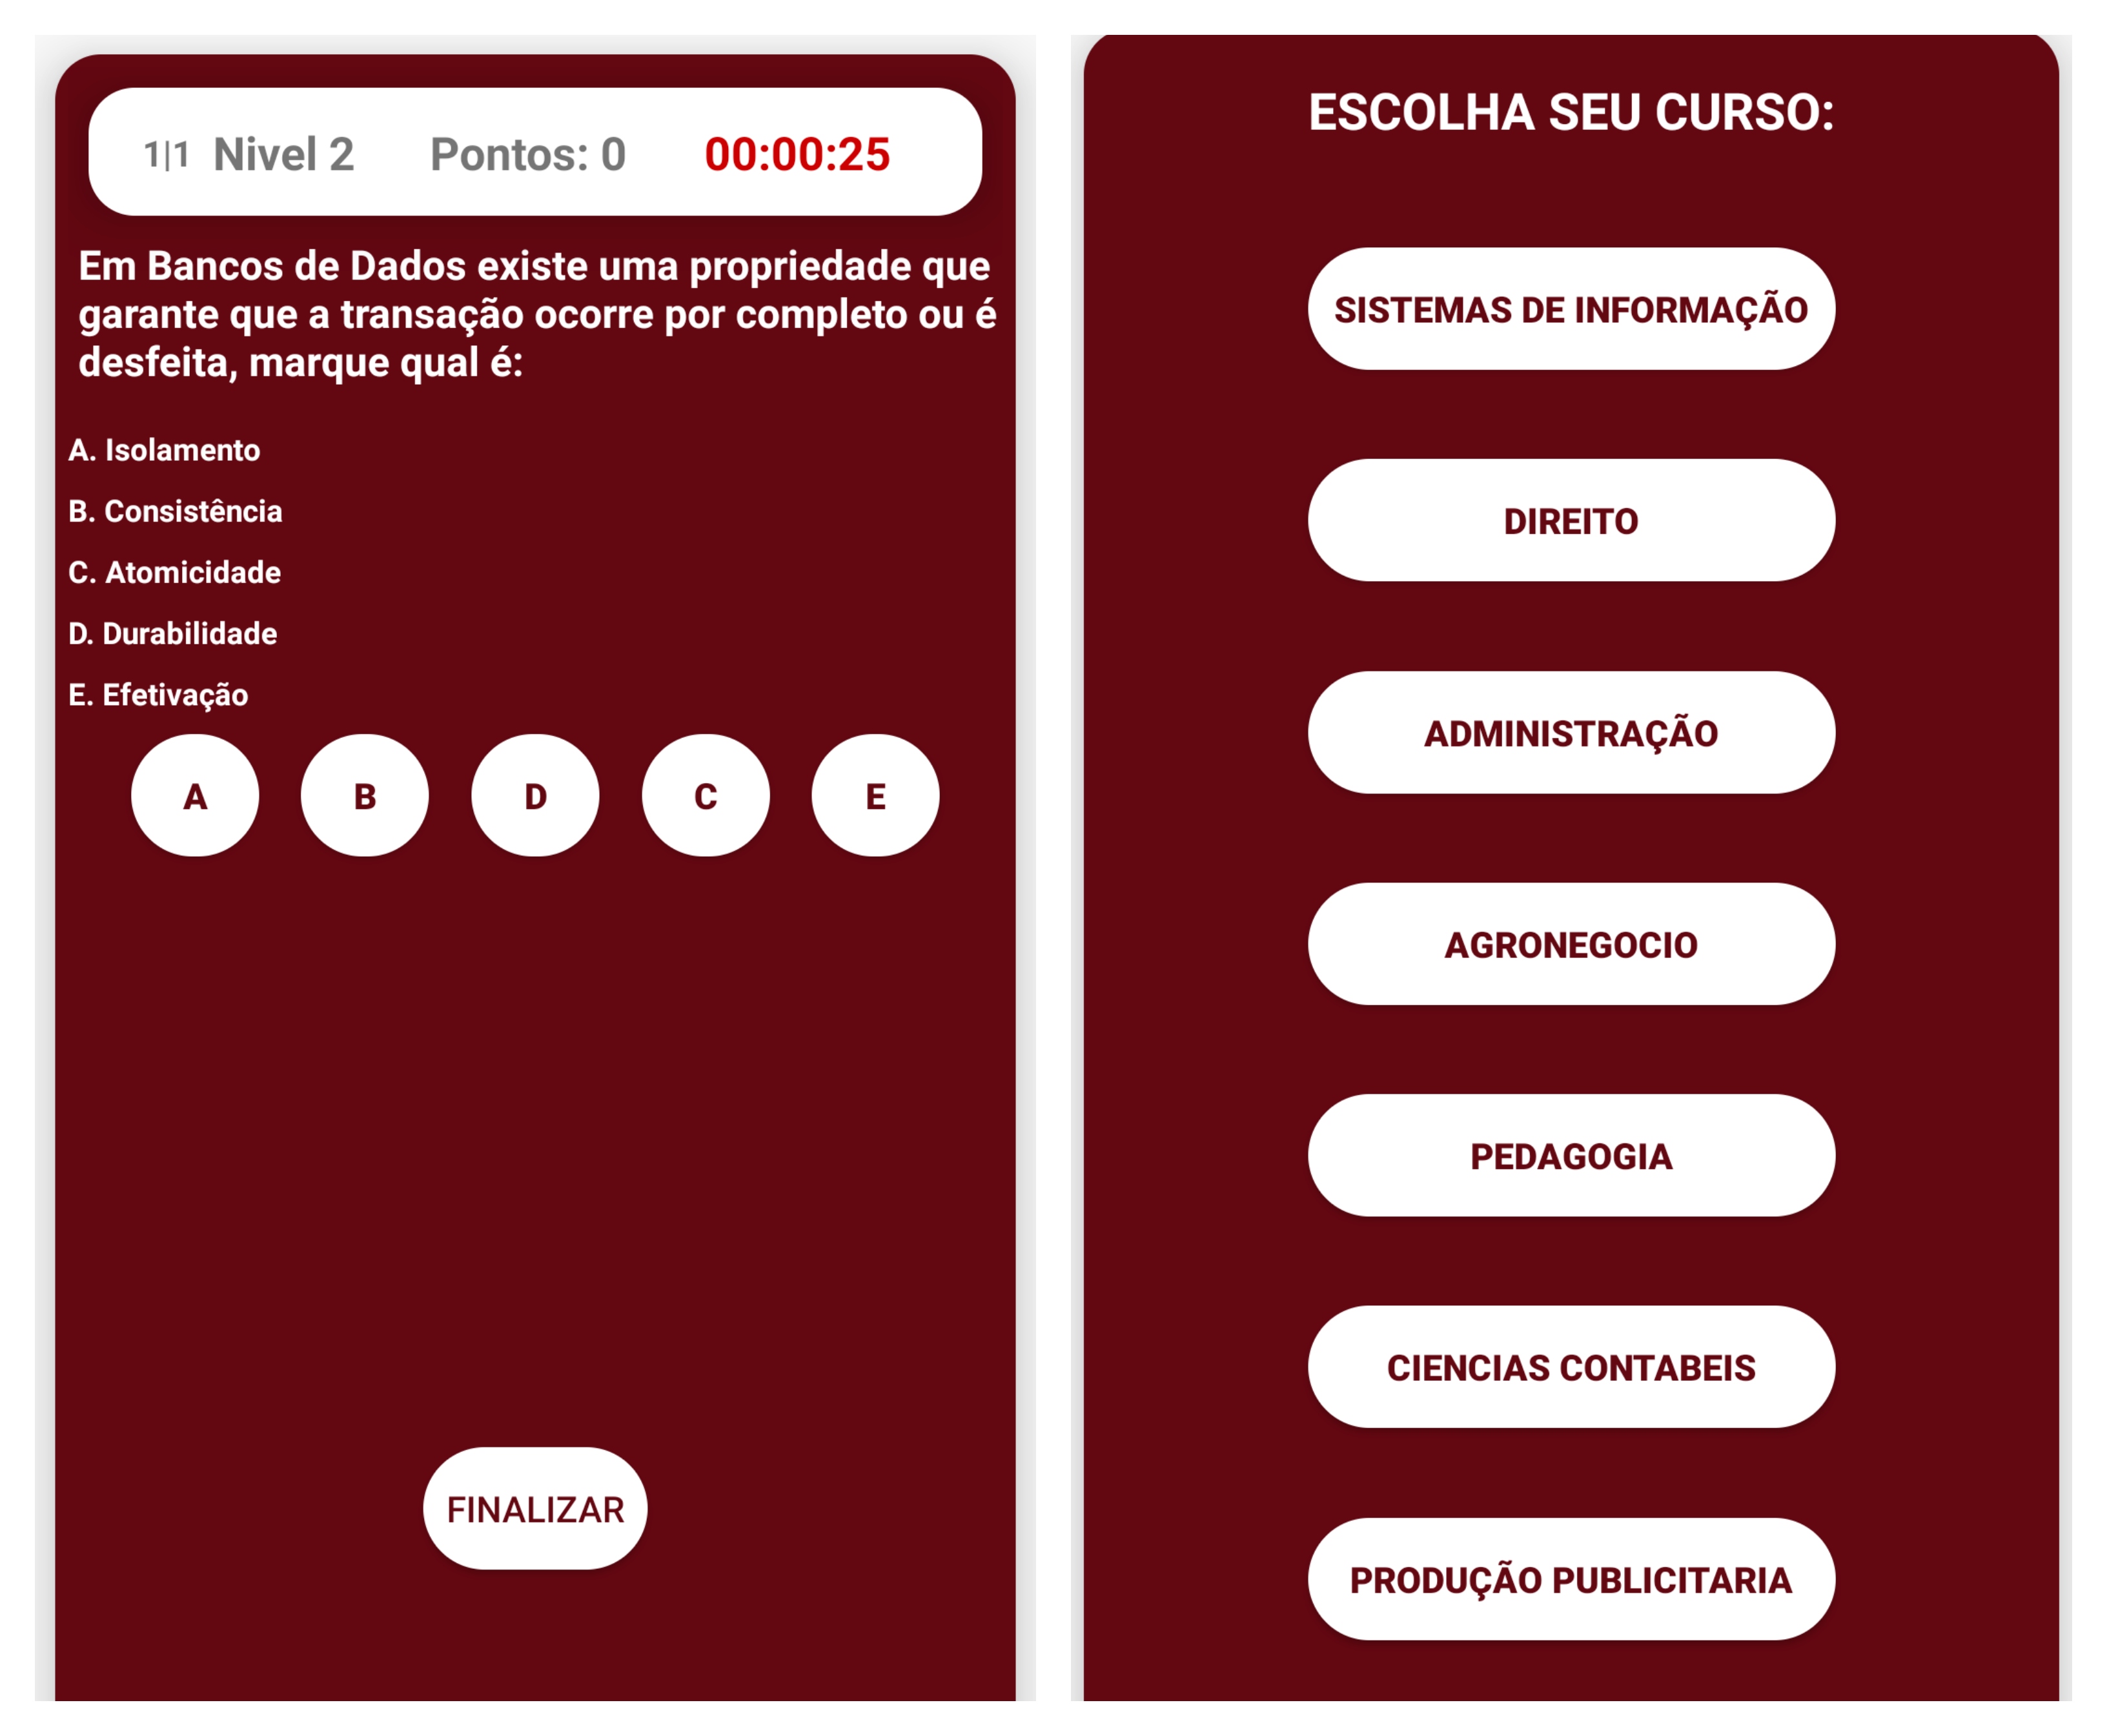 1|1 Nivel 2 Pontos: 0 00:00:25
Em Bancos de Dados existe uma propriedade que
garante que a transação ocorre por completo ou é
desfeita, marque qual é:
A. Isolamento
B. Consistência
C. Atomicidade
D. Durabilidade
E. Efetivação
A B D C E
FINALIZAR
ESCOLHA SEU CURSO:
SISTEMAS DE INFORMAÇÃO
DIREITO
ADMINISTRAÇÃO
AGRONEGOCIO
PEDAGOGIA
CIENCIAS CONTABEIS
PRODUÇÃO PUBLICITARIA